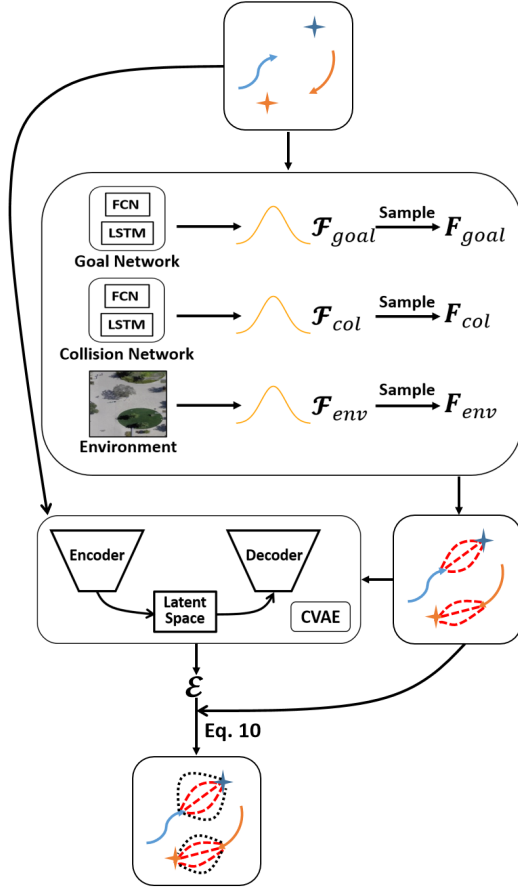 FCN
LSTM
Goal Network
𝓕goal
Sample
Fgoal
FCN
LSTM
Collision Network
𝓕col
Sample
Fcol
Environment
𝓕env
Sample
Fenv
Encoder
Decoder
Latent
Space
CVAE
ℰ
Eq. 10